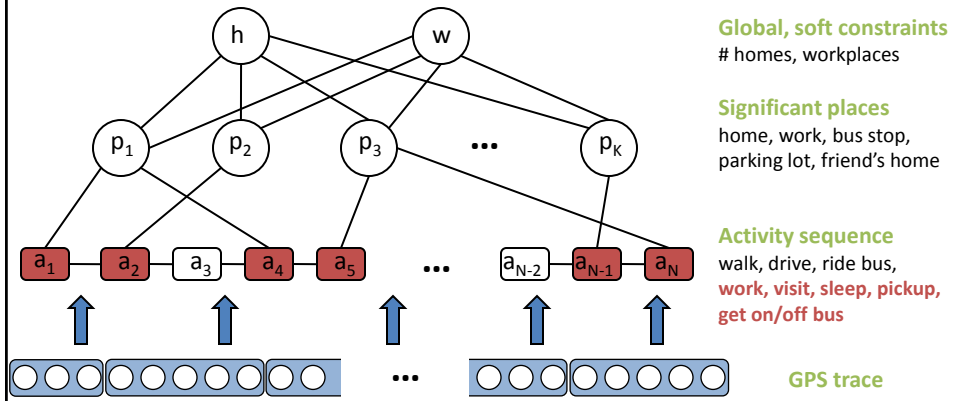 h w
Global, soft constraints
# homes, workplaces
p1 p2 p3 ... pK
Significant places
home, work, bus stop,
parking lot, friend's home
a1 a2 a3 a4 a5 ... aN-2 aN-1 aN
Activity sequence
walk, drive, ride bus,
work, visit, sleep, pickup,
get on/off bus
...
GPS trace